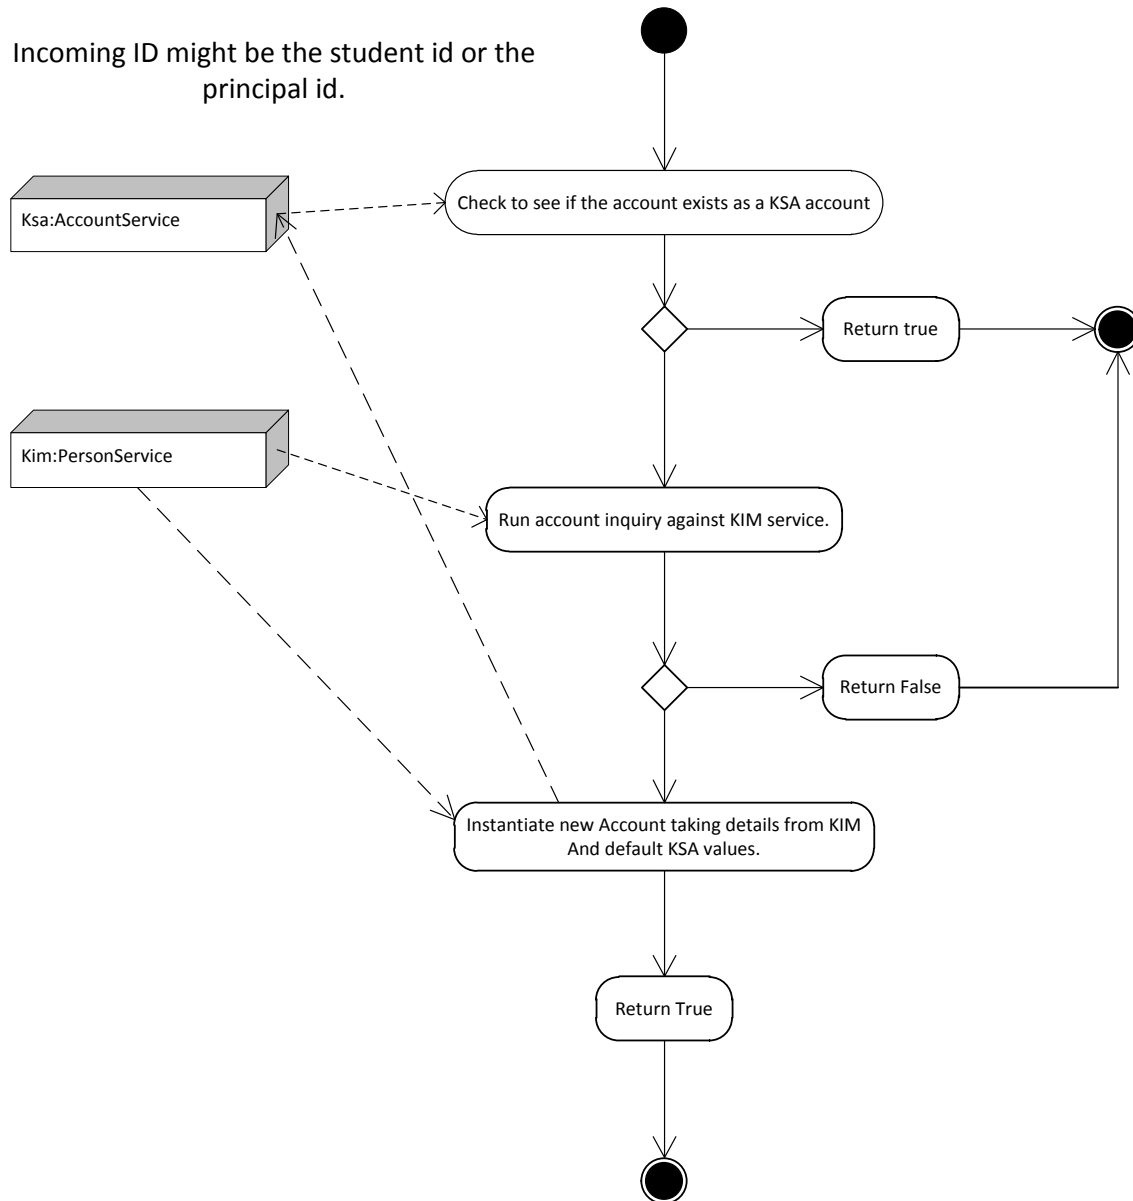 Incoming ID might be the student id or the
principal id.
Ksa:AccountService
Check to see if the account exists as a KSA account
Return true
Kim:PersonService
Run account inquiry against KIM service.
Return False
Instantiate new Account taking details from KIM
And default KSA values.
Return True